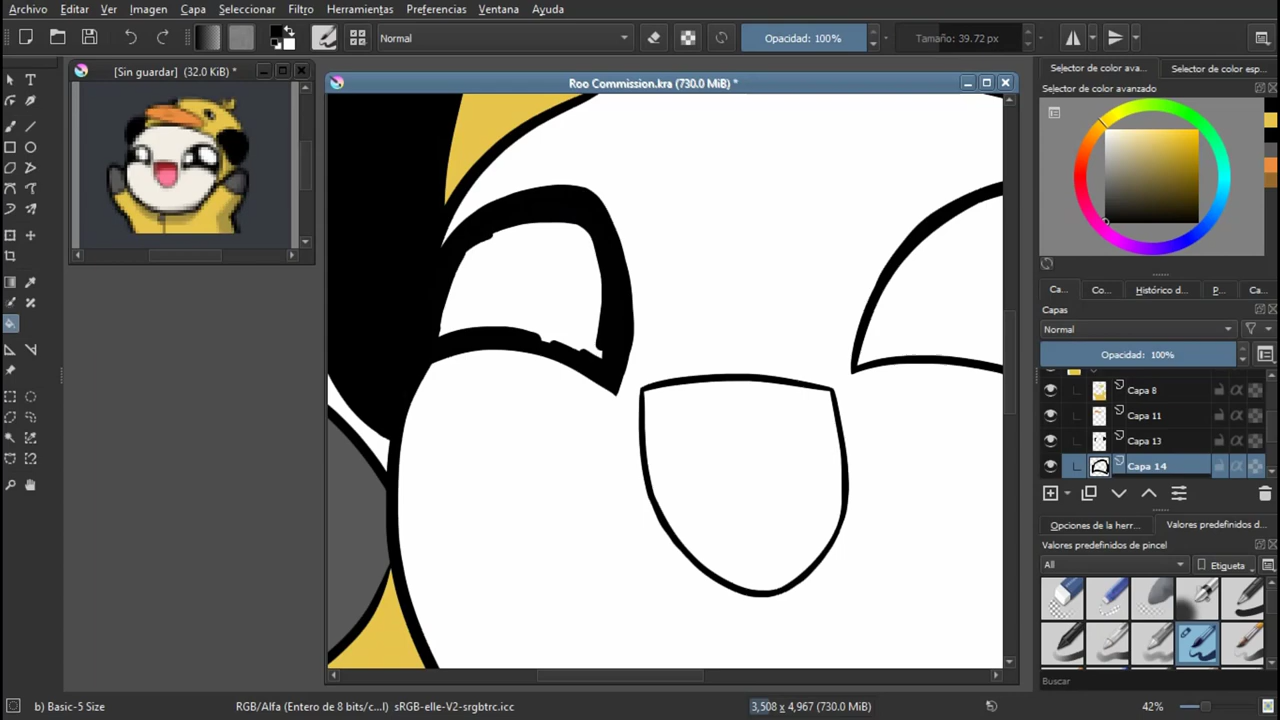 Archivo Editar Ver Imagen Capa Seleccionar Filtro Herramientas Preferencias Ventana Ayuda
Normal Opacidad: 100% Tamaño: 39.72 px
[Sin guardar] (32.0 KiB) *
Roo Commission.kra (730.0 MiB) *
Selector de color ava... Selector de color esp...
Selector de color avanzado
Ca... Co... Histórico d... P... Ca...
Capas
Normal
Opacidad: 100%
Capa 8
Capa 11
Capa 13
Capa 14
Opciones de la herr... Valores predefinidos d...
Valores predefinidos de pincel
All Etiqueta
Buscar
b) Basic-5 Size RGB/Alfa (Entero de 8 bits/c...l) sRGB-elle-V2-srgbtrc.icc 3,508 x 4,967 (730.0 MiB) 42%